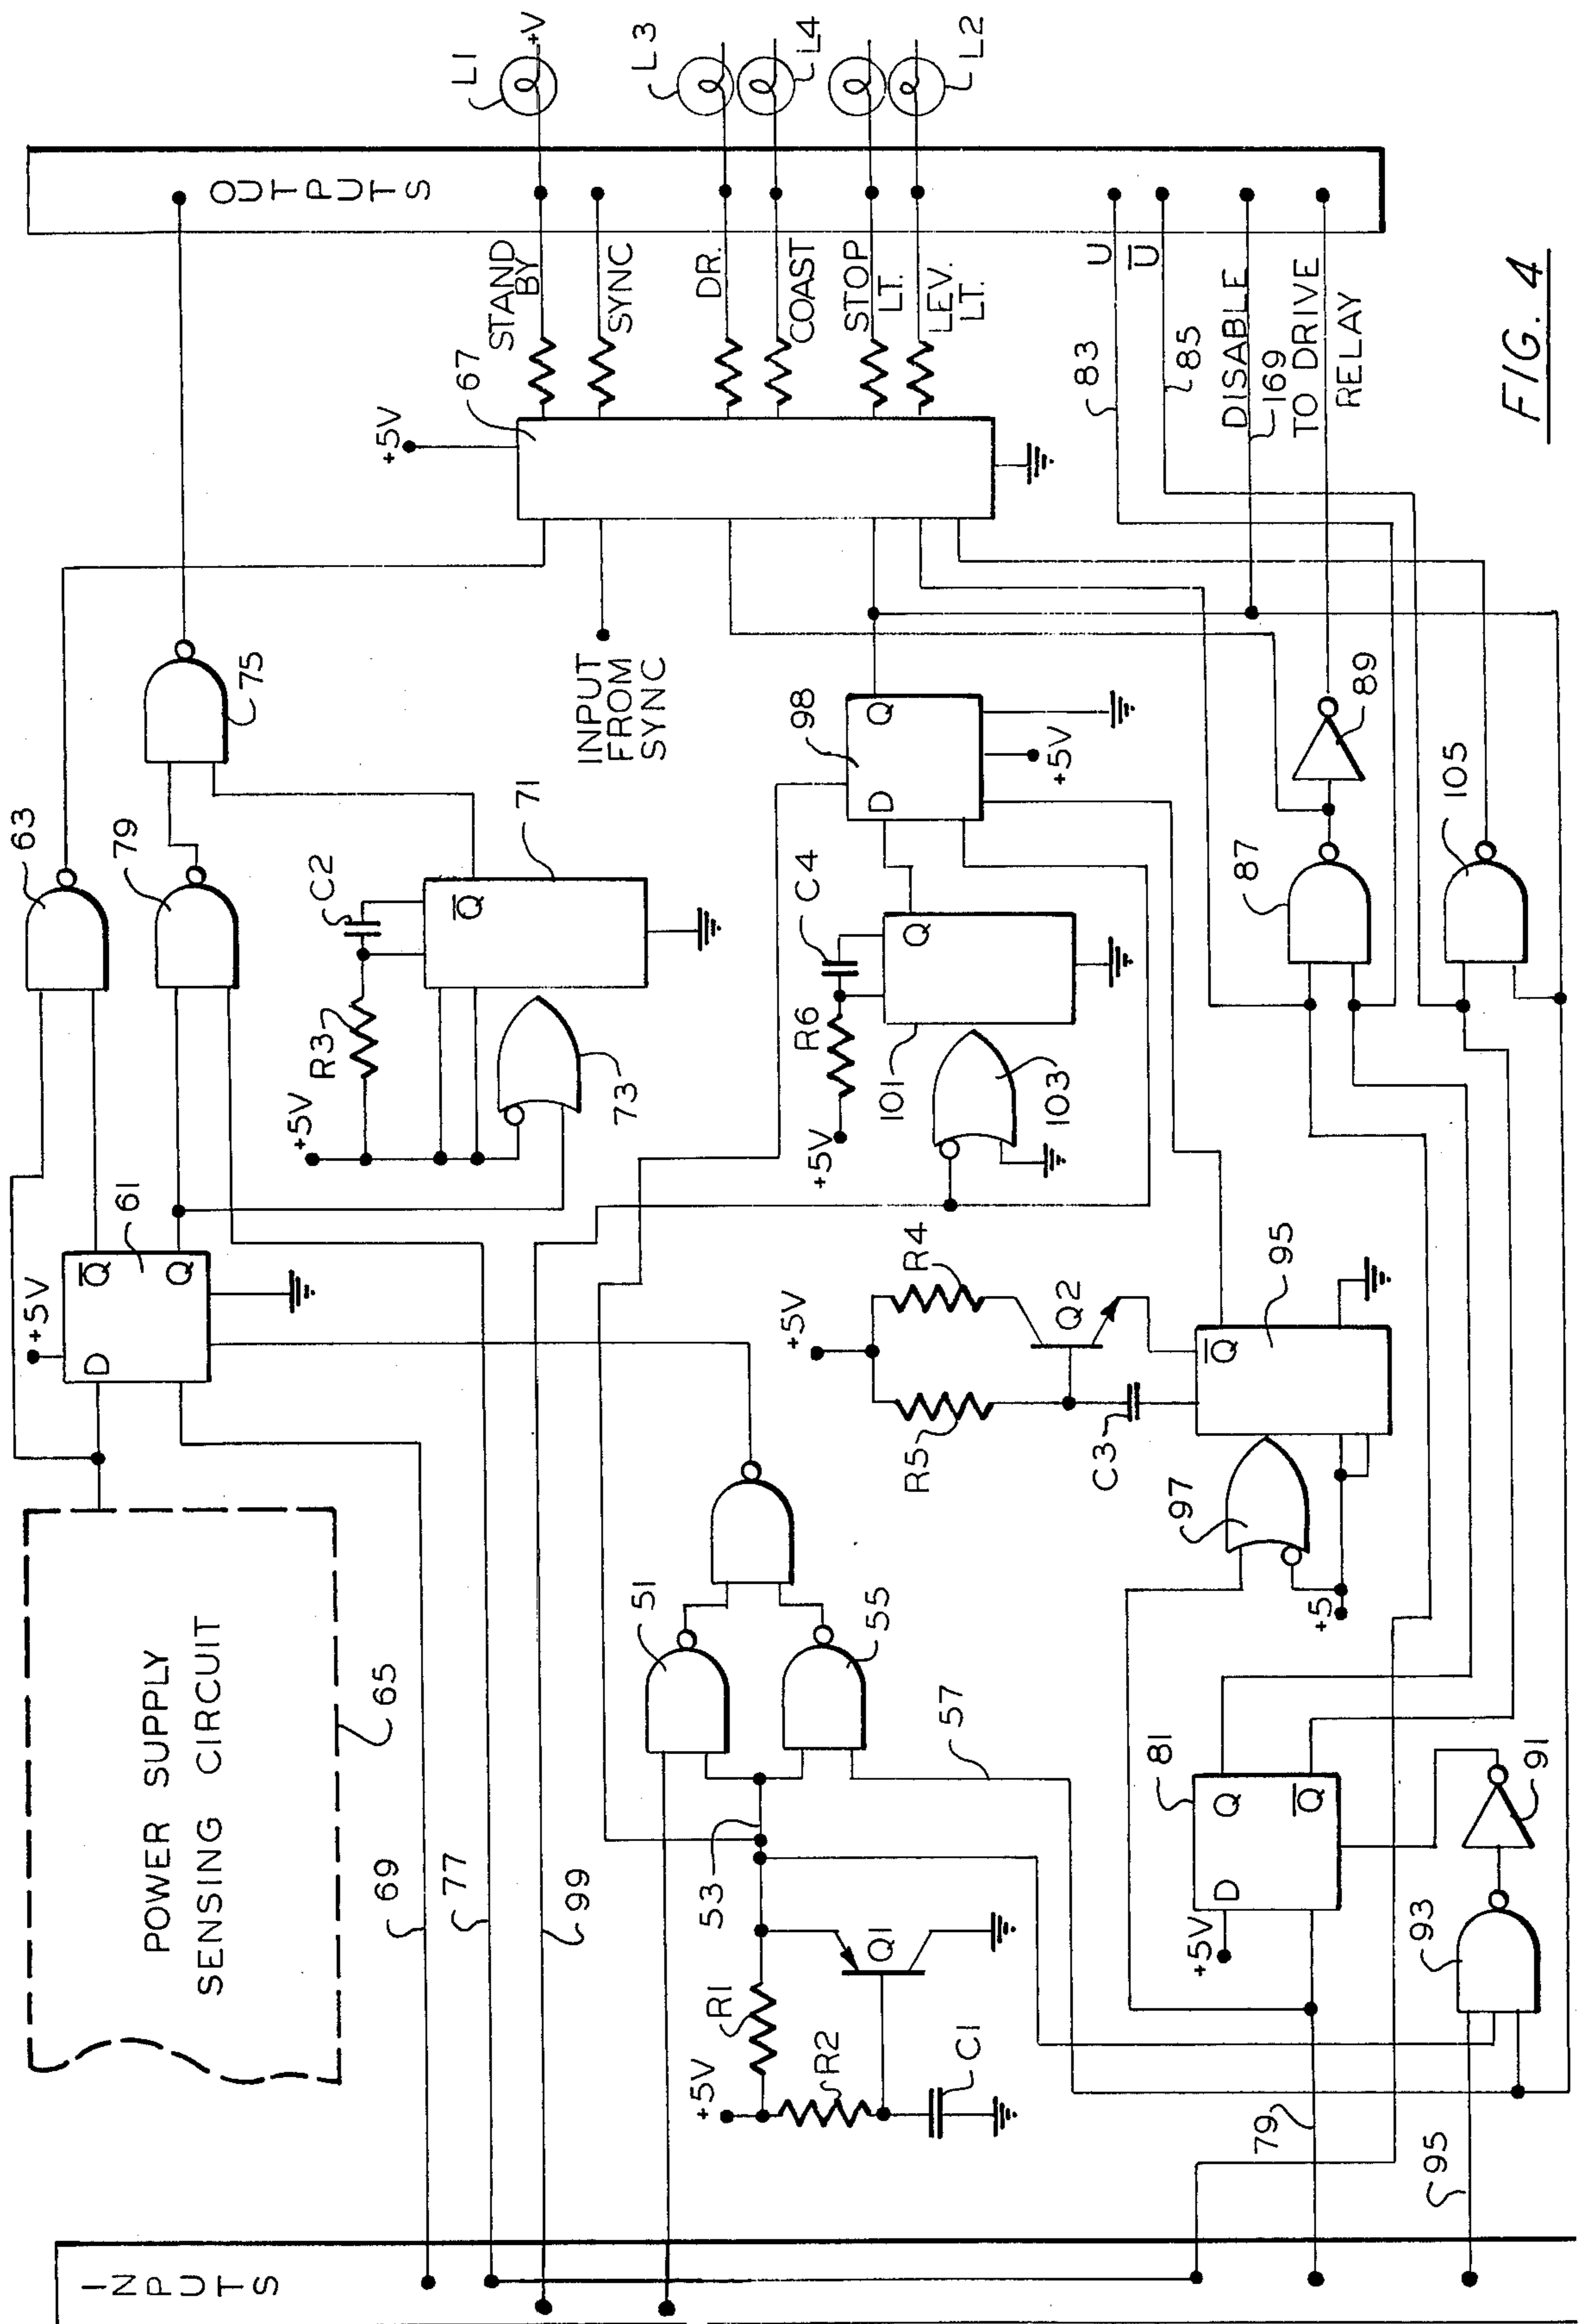 INPUTS
POWER SUPPLY
SENSING CIRCUIT
65
69
77
99
+5V
D
Q̅
Q
61
63
79
75
OUTPUTS
+5V
R3
C2
Q̅
71
73
INPUT
FROM
SYNC
+5V
67
STAND
BY
SYNC
DR.
COAST
STOP
LT.
LEV.
LT.
L1
+V
L3
L4
L2
51
55
53
57
+5V
R1
R2
Q1
C1
+5V
R6
C4
Q
101
103
98
D
Q
+5V
+5V
R4
R5
Q2
C3
Q̅
95
97
+5
81
+5V
D
Q
Q̅
79
91
93
95
87
89
105
U
83
U̅
85
DISABLE
169
TO DRIVE
RELAY
FIG. 4